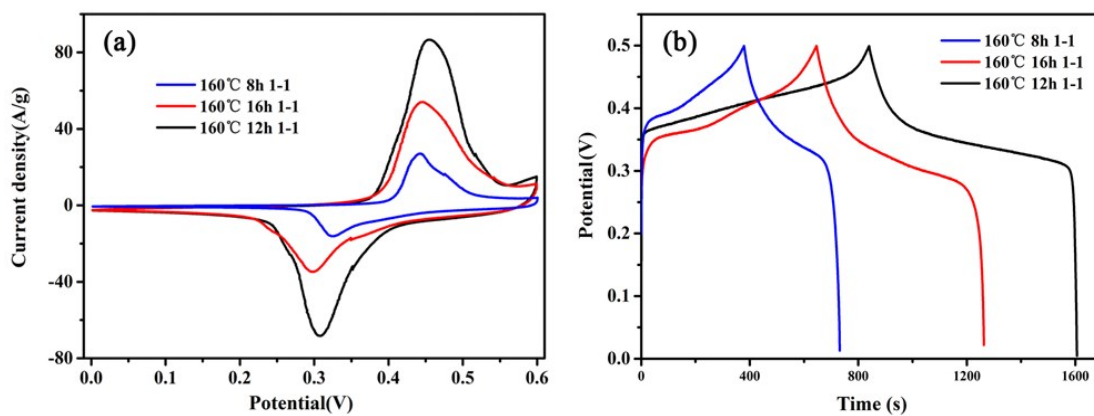 (a)
160℃ 8h 1-1
160℃ 16h 1-1
160℃ 12h 1-1
Current density(A/g)
80
40
0
-40
-80
0.0 0.1 0.2 0.3 0.4 0.5 0.6
Potential(V)
(b)
160℃ 8h 1-1
160℃ 16h 1-1
160℃ 12h 1-1
Potential(V)
0.5
0.4
0.3
0.2
0.1
0.0
0 400 800 1200 1600
Time (s)